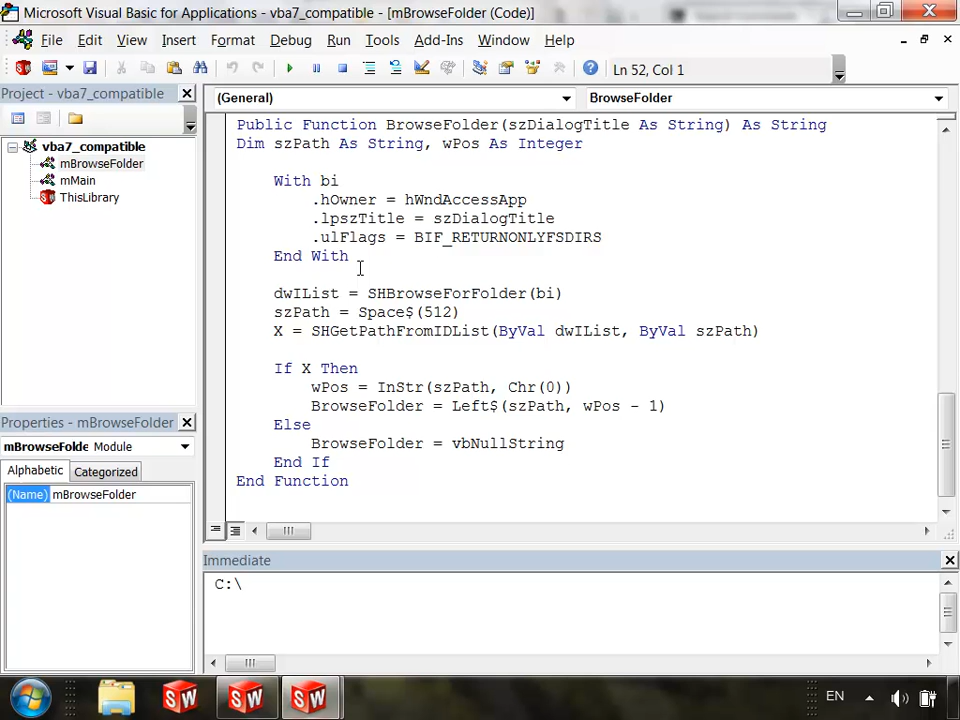 Microsoft Visual Basic for Applications - vba7_compatible - [mBrowseFolder (Code)]
File Edit View Insert Format Debug Run Tools Add-Ins Window Help
Ln 52, Col 1
Project - vba7_compatible
(General)
BrowseFolder
vba7_compatible
mBrowseFolder
mMain
ThisLibrary
Public Function BrowseFolder(szDialogTitle As String) As String
Dim szPath As String, wPos As Integer
With bi
.hOwner = hWndAccessApp
.lpszTitle = szDialogTitle
.ulFlags = BIF_RETURNONLYFSDIRS
End With
dwIList = SHBrowseForFolder(bi)
szPath = Space$(512)
X = SHGetPathFromIDList(ByVal dwIList, ByVal szPath)
If X Then
wPos = InStr(szPath, Chr(0))
BrowseFolder = Left$(szPath, wPos - 1)
Else
BrowseFolder = vbNullString
End If
End Function
Properties - mBrowseFolder
mBrowseFolde Module
Alphabetic Categorized
(Name) mBrowseFolder
Immediate
C:\
SW SW SW
EN